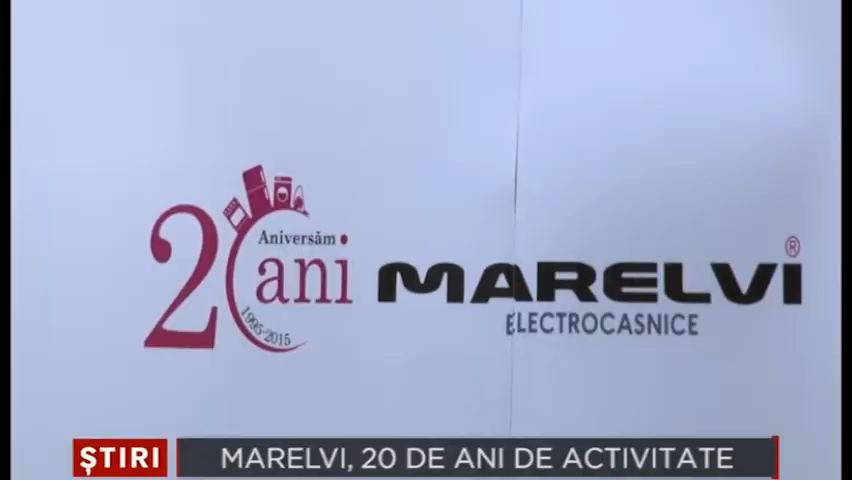 20 ani
Aniversăm
1995-2015
MARELVI®
ELECTROCASNICE
ȘTIRI
MARELVI, 20 DE ANI DE ACTIVITATE